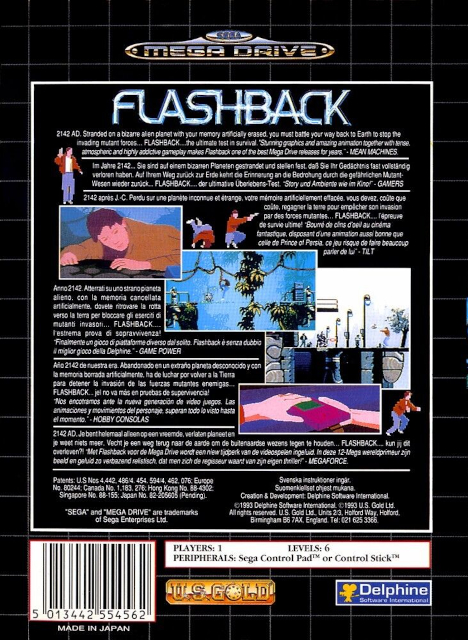 SEGA
MEGA DRIVE
FLASHBACK
2142 AD. Stranded on a bizarre alien planet with your memory artificially erased, you must battle your way back to Earth to stop the
invading mutant forces... FLASHBACK....the ultimate test in survival. "Stunning graphics and amazing animation together with tense,
atmospheric and highly addictive gameplay makes Flashback one of the best Mega Drive releases for years." - MEAN MACHINES.
Im Jahre 2142... Sie sind auf einem bizarren Planeten gestrandet und stellen fest, daß Sie Ihr Gedächtnis fast vollständig
verloren haben. Auf Ihrem Weg zurück zur Erde kehrt die Erinnerung an die Bedrohung durch die gefährlichen Mutant-
Wesen wieder zurück... FLASHBACK.... der ultimative Überlebens-Test. "Story und Ambiente wie im Kino!" - GAMERS
2142 après J.-C. Perdu sur une planète inconnue et étrange, votre mémoire artificiellement effacée, vous devez, coûte que
coûte, regagner la terre pour empêcher son invasion
par des forces mutantes... FLASHBACK... l'épreuve
de survie ultime! "Bourré de clins d'oeil au cinéma
fantastique, disposant d'une animation aussi bonne que
celle de Prince of Persia, ce jeu risque de faire beaucoup
parler de lui" - TILT
Anno 2142. Atterrati su uno strano pianeta
alieno, con la memoria cancellata
artificialmente, dovete ritrovare la rotta
verso la terra per bloccare gli eserciti di
mutanti invasori... FLASHBACK....
l'estrema prova di sopravvivenza!
"Finalmente un gioco di piattaforme diverso dal solito. Flashback è senza dubbio
il miglior gioco della Delphine." - GAME POWER
Año 2142 de nuestra era. Abandonado en un extraño planeta desconocido y con
la memoria borrada artificialmente, ha de luchar por volver a la Tierra
para detener la invasión de las fuerzas mutantes enemigas...
FLASHBACK... ¡el no va más en pruebas de supervivencia!
"Nos encontramos ante la nueva generación de video juegos. Las
animaciones y movimientos del personaje, superan todo lo visto hasta
el momento." - HOBBY CONSOLAS
2142 AD. Je bent helemaal alleen op een vreemde, verlaten planeet en
je weet niets meer. Vecht je een weg terug naar de aarde om de buitenaardse wezens tegen te houden... FLASHBACK.... kun jij dit
overleven?! "Met Flashback voor de Mega Drive wordt een niew tijdperk van de videospelen ingeluid. In deze 12-Megs wereldprimeur zijn
beeld en geluid zo verbazend relistisch, dat men zich de regisseur waant van zijn eigen thriller!" - MEGAFORCE.
Patents: U.S Nos 4,442, 486/4, 454, 594/4, 462, 076; Europe
No. 80244; Canada No. 1,183, 276; Hong Kong No. 88-4302;
Singapore No. 88-155; Japan No. 82-205605 (Pending).
"SEGA" and "MEGA DRIVE" are trademarks
of Sega Enterprises Ltd.
Svenska instruktioner ingår.
Suomenkieliset ohjeet mukana.
Creation & Development: Delphine Software International.
©1993 Delphine Software International. ©1993 U.S. Gold Ltd.
All rights reserved. U.S. Gold Ltd., Units 2/3, Holford Way, Holford,
Birmingham B6 7AX, England. Tel: 021 625 3366.
PLAYERS: 1 LEVELS: 6
PERIPHERALS: Sega Control Pad™ or Control Stick™
5 013442 554562
MADE IN JAPAN
U.S. GOLD
Delphine
Software International